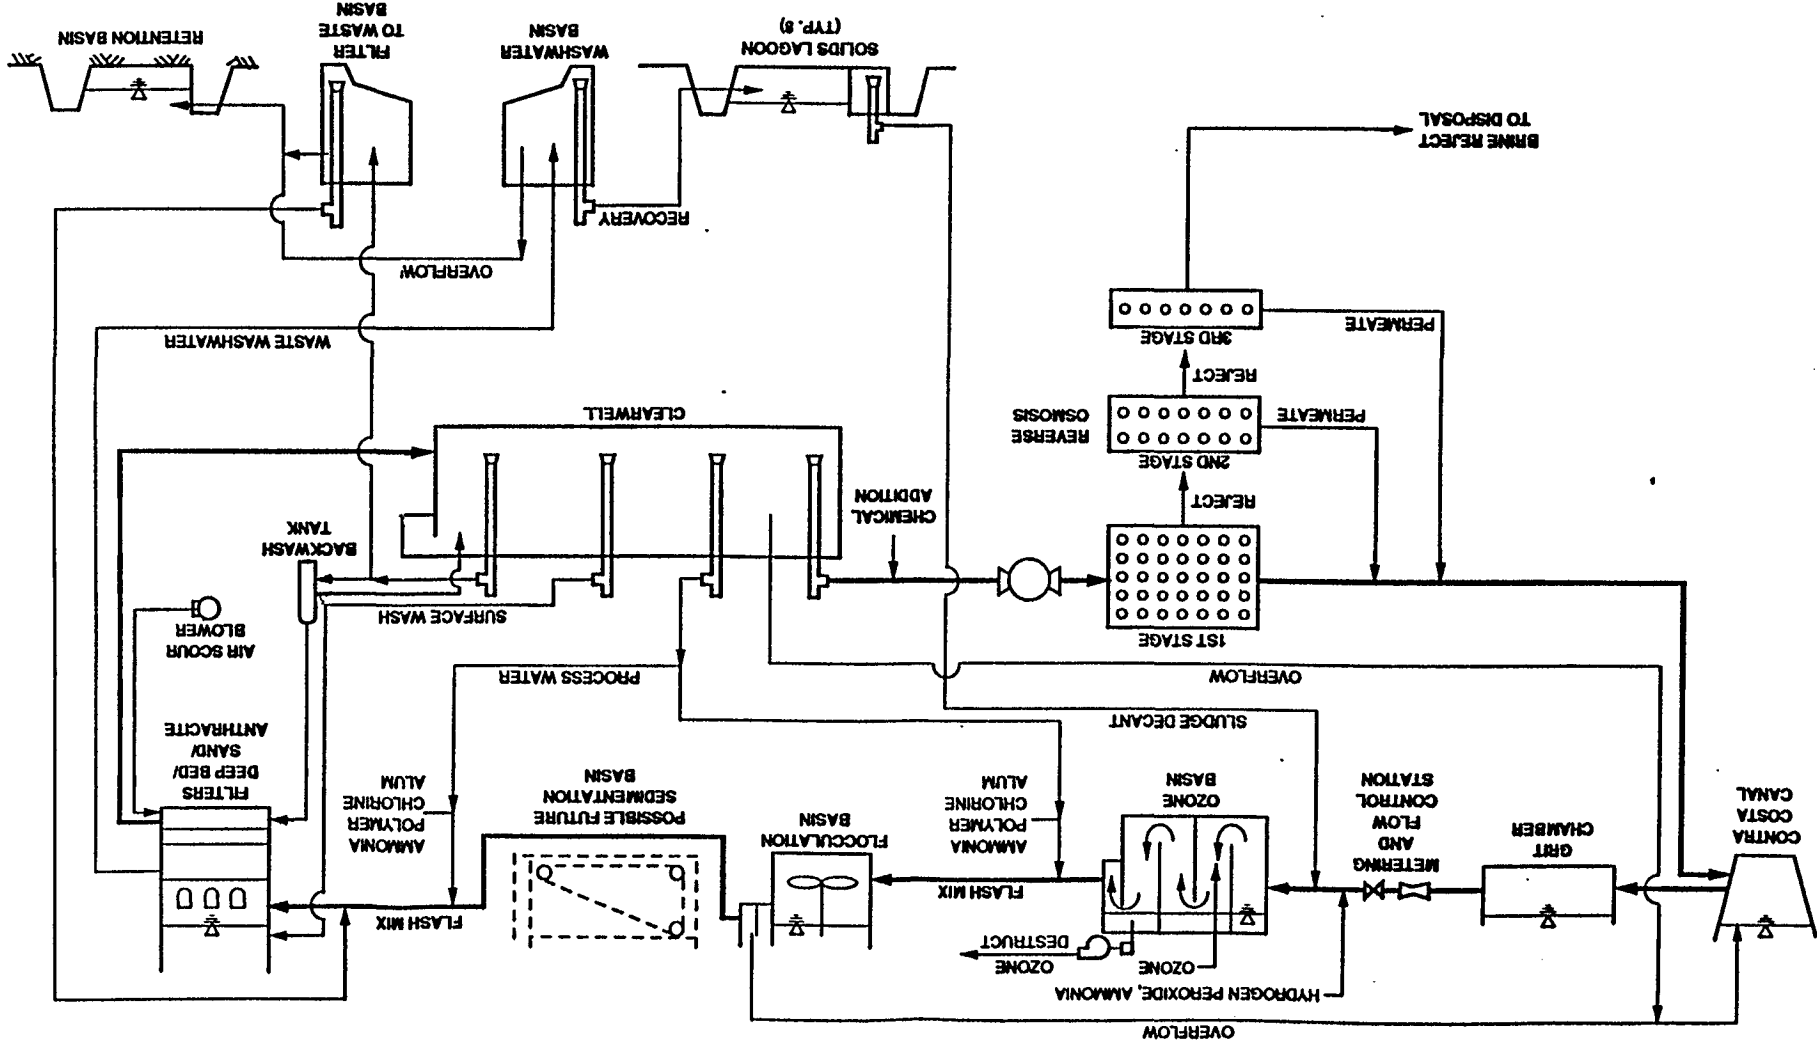 OVERFLOW
HYDROGEN PEROXIDE, AMMONIA
OZONE
OZONE
DESTRUCT
CONTRA
COSTA
CANAL
GRIT
CHAMBER
METERING
AND
FLOW
CONTROL
STATION
OZONE
BASIN
FLASH MIX
AMMONIA
POLYMER
CHLORINE
ALUM
FLOCCULATION
BASIN
POSSIBLE FUTURE
SEDIMENTATION
BASIN
FLASH MIX
AMMONIA
POLYMER
CHLORINE
ALUM
FILTERS
DEEP BED/
SAND/
ANTHRACITE
SLUDGE DECANT
OVERFLOW
PROCESS WATER
AIR SCOUR
BLOWER
1ST STAGE
REJECT
2ND STAGE
REVERSE
OSMOSIS
PERMEATE
REJECT
3RD STAGE
PERMEATE
CHEMICAL
ADDITION
SURFACE WASH
BACKWASH
TANK
CLEARWELL
WASTE WASHWATER
OVERFLOW
RECOVERY
BRINE REJECT
TO DISPOSAL
SOLIDS LAGOON
(TYP. 8)
WASHWATER
BASIN
FILTER
TO WASTE
BASIN
RETENTION BASIN